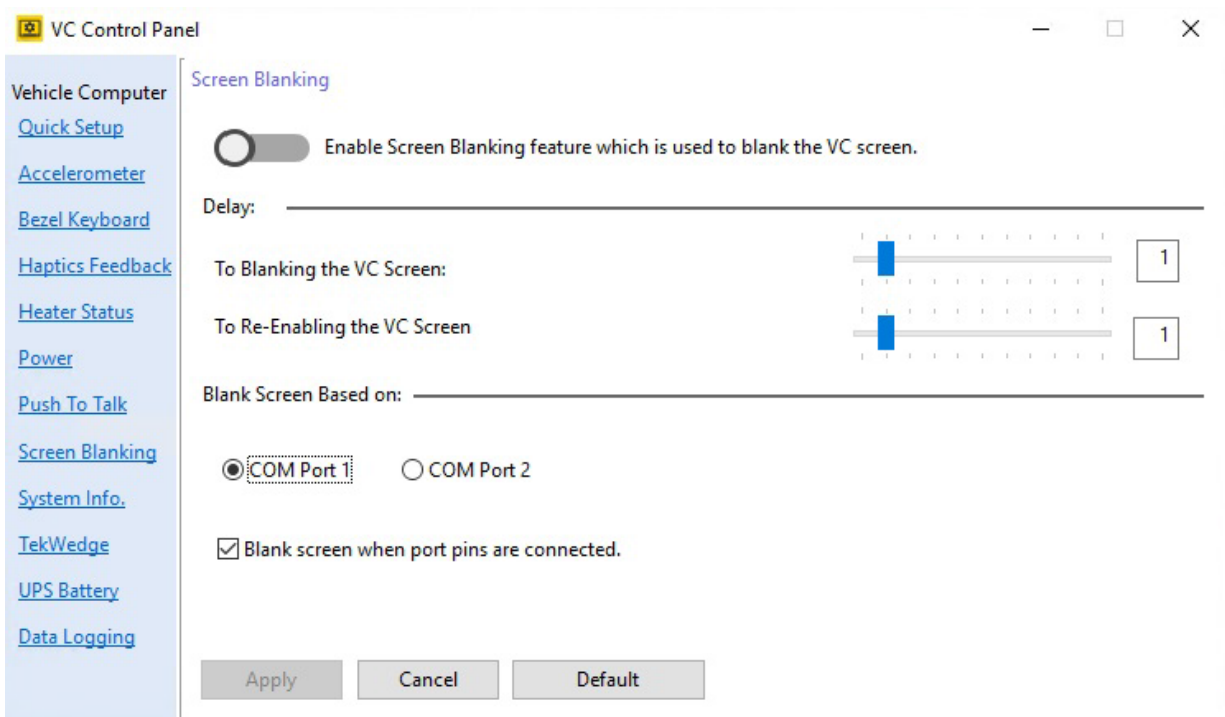 VC Control Panel
Vehicle Computer
Quick Setup
Accelerometer
Bezel Keyboard
Haptics Feedback
Heater Status
Power
Push To Talk
Screen Blanking
System Info.
TekWedge
UPS Battery
Data Logging
Screen Blanking
Enable Screen Blanking feature which is used to blank the VC screen.
Delay:
To Blanking the VC Screen:
1
To Re-Enabling the VC Screen
1
Blank Screen Based on:
COM Port 1
COM Port 2
Blank screen when port pins are connected.
Apply
Cancel
Default